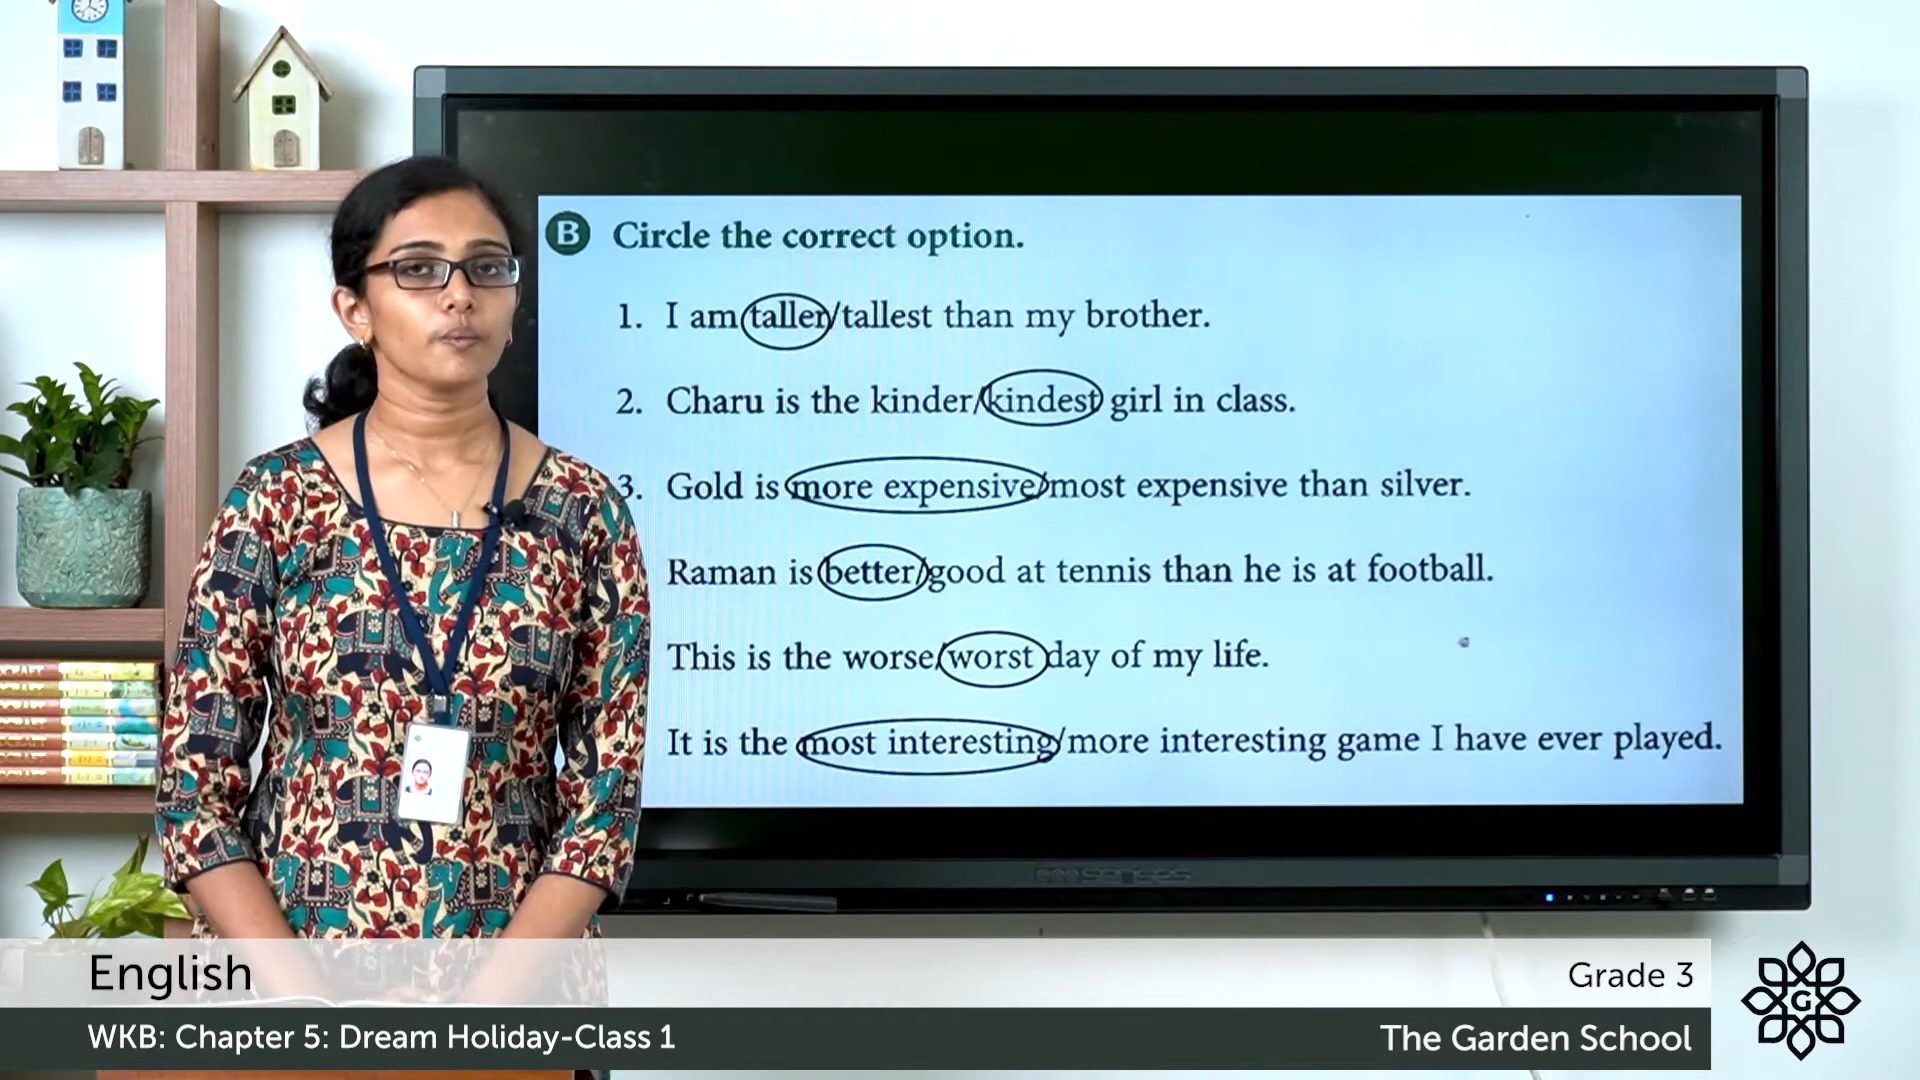 B Circle the correct option.
1. I am taller/tallest than my brother.
2. Charu is the kinder/kindest girl in class.
3. Gold is more expensive/most expensive than silver.
Raman is better/good at tennis than he is at football.
This is the worse/worst day of my life.
It is the most interesting/more interesting game I have ever played.
English
Grade 3
WKB: Chapter 5: Dream Holiday-Class 1
The Garden School
G